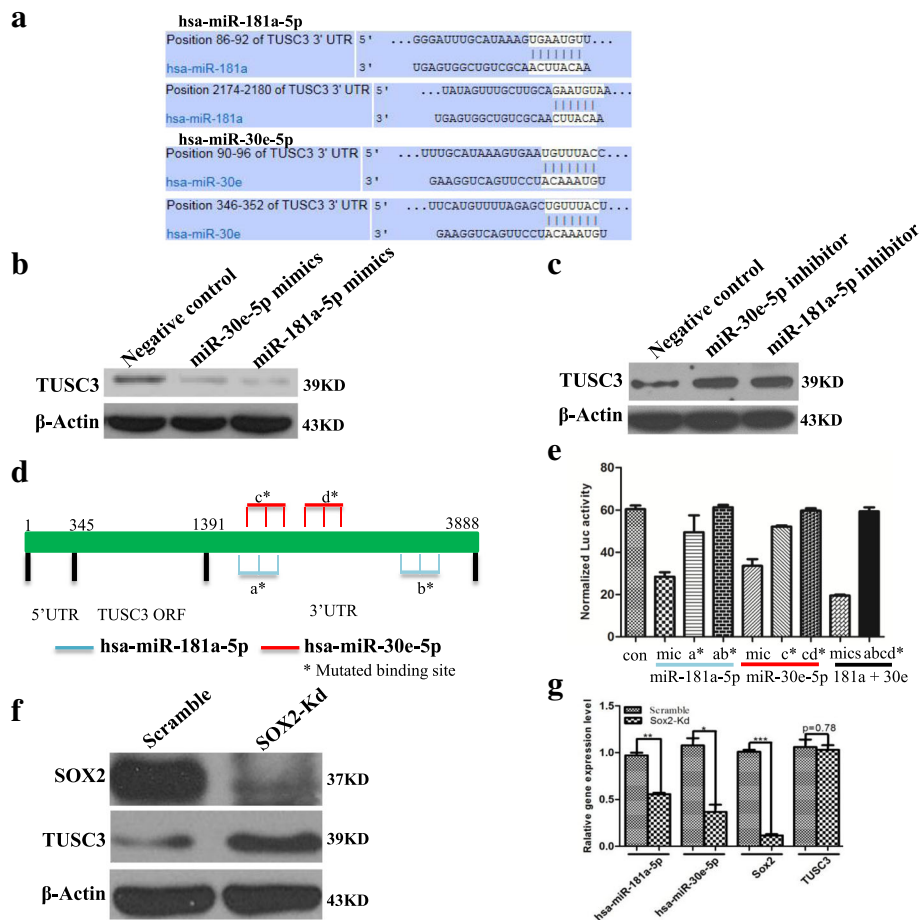 a
hsa-miR-181a-5p
Position 86-92 of TUSC3 3' UTR 5' ...GGGAUUUGCAUAAAGUGAAUGUU...
hsa-miR-181a 3' UGAGUGGCUGUCGCAACUUACAA
Position 2174-2180 of TUSC3 3' UTR 5' ...UAUAGUUUGCUUGCAGAAUGUAA...
hsa-miR-181a 3' UGAGUGGCUGUCGCAACUUACAA
hsa-miR-30e-5p
Position 90-96 of TUSC3 3' UTR 5' ...UUUGCAUAAAGUGAAUGUUUACC...
hsa-miR-30e 3' GAAGGUCAGUUCCUACAAAUGU
Position 346-352 of TUSC3 3' UTR 5' ...UUCAUGUUUUAGAGCUGUUUACU...
hsa-miR-30e 3' GAAGGUCAGUUCCUACAAAUGU
b
Negative control
miR-30e-5p mimics
miR-181a-5p mimics
TUSC3 39KD
β-Actin 43KD
c
Negative control
miR-30e-5p inhibitor
miR-181a-5p inhibitor
TUSC3 39KD
β-Actin 43KD
d
c* d*
1 345 1391 3888
a* b*
5'UTR TUSC3 ORF 3'UTR
hsa-miR-181a-5p hsa-miR-30e-5p
* Mutated binding site
e
Normalized Luc activity
80
60
40
20
0
con mic a* ab* mic c* cd* mics abcd*
miR-181a-5p miR-30e-5p 181a + 30e
f
Scramble
SOX2-Kd
SOX2 37KD
TUSC3 39KD
β-Actin 43KD
g
Ralative gene expression level
Scramble
Sox2-Kd
1.5
1.0
0.5
0.0
** * *** p=0.78
hsa-miR-181a-5p
hsa-miR-30e-5p
Sox2
TUSC3